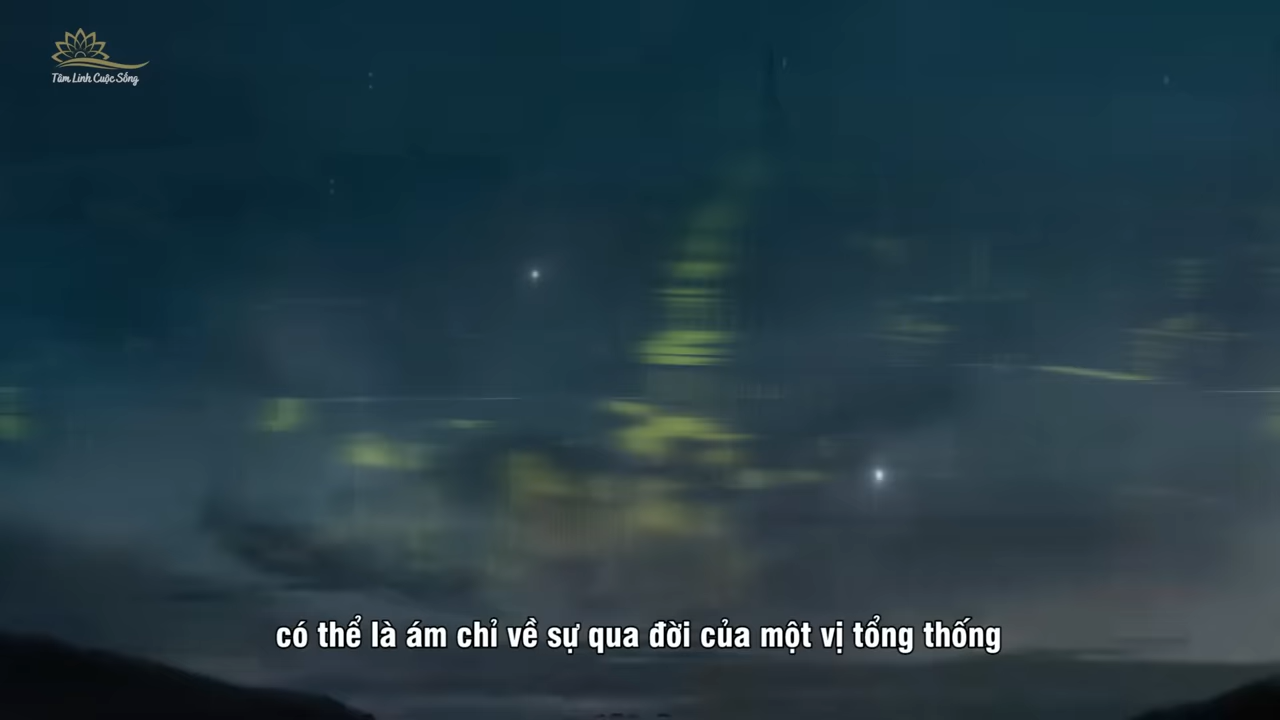 Tâm Linh Cuộc Sống
có thể là ám chỉ về sự qua đời của một vị tổng thống